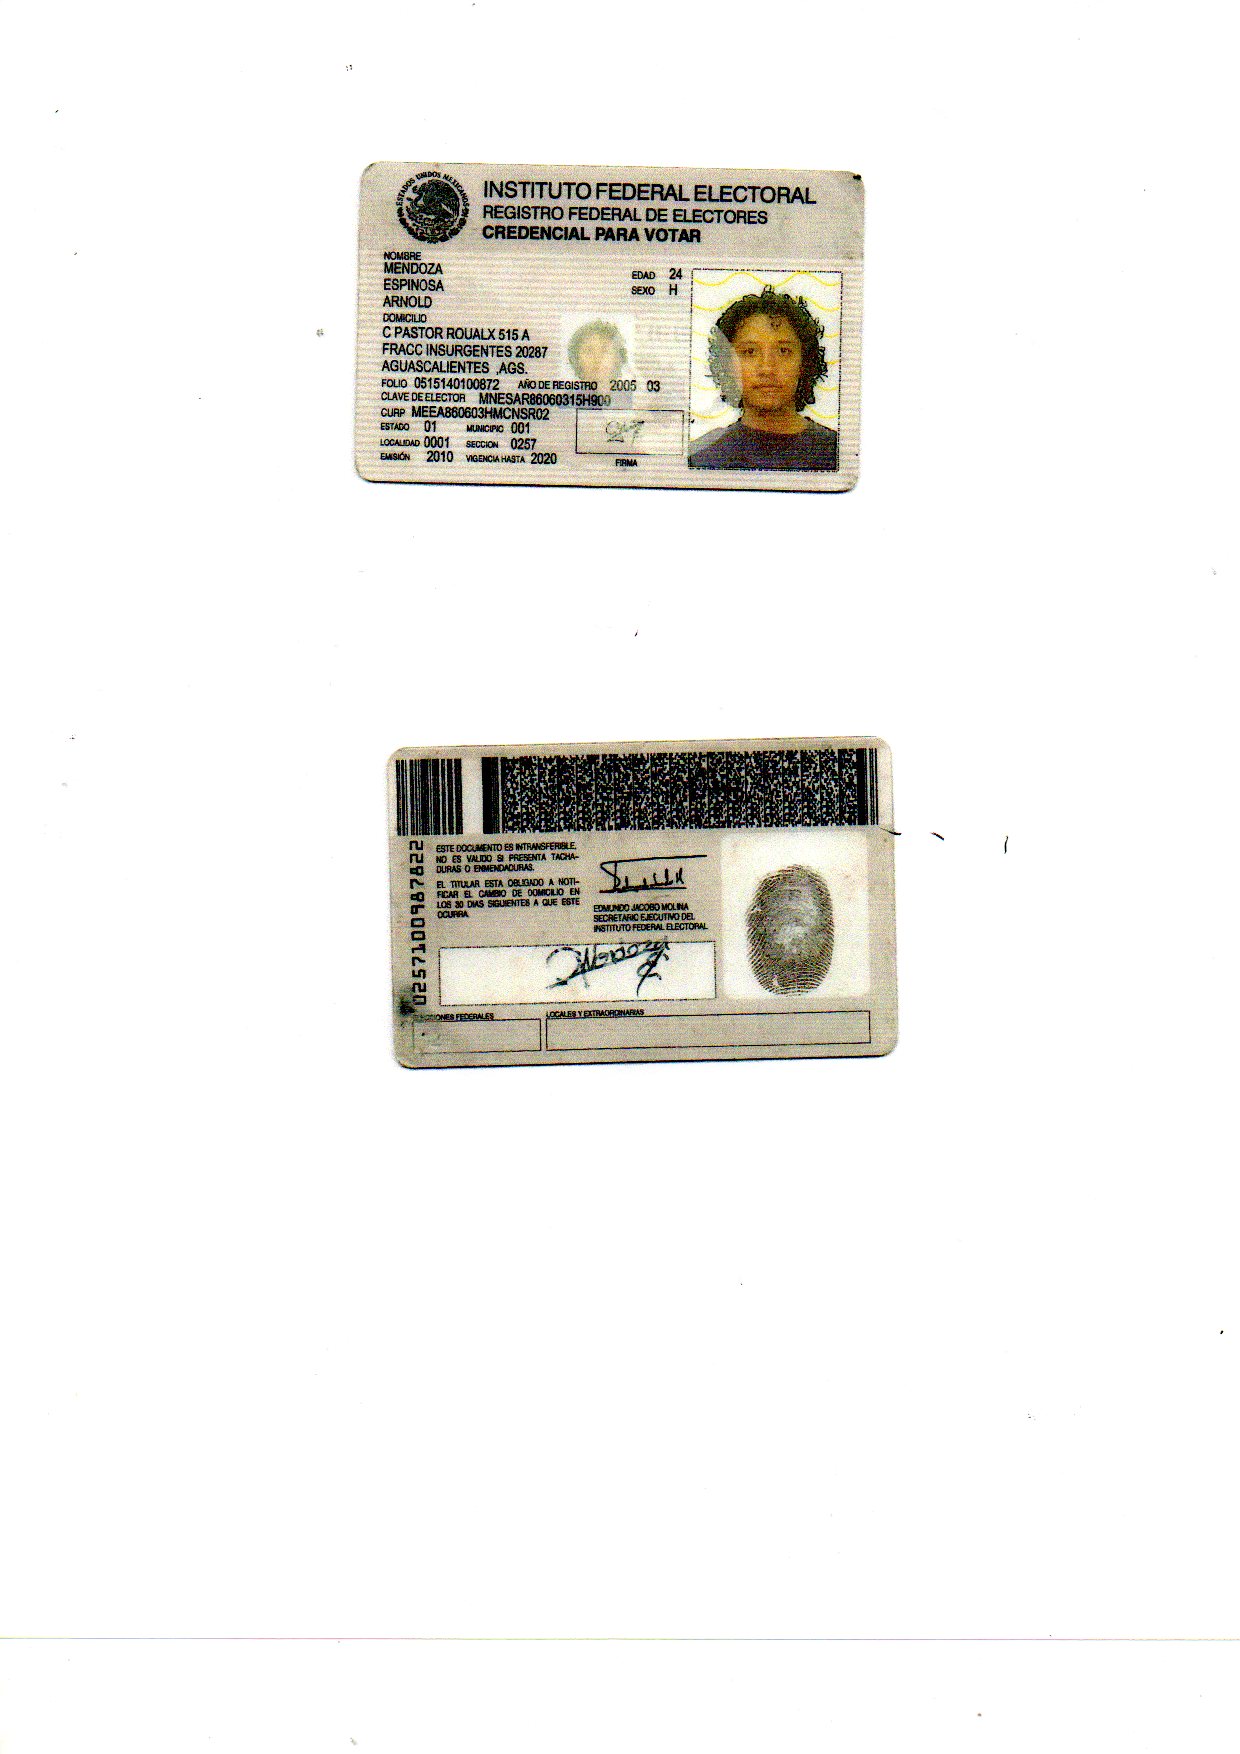 ESTADOS UNIDOS MEXICANOS
INSTITUTO FEDERAL ELECTORAL
REGISTRO FEDERAL DE ELECTORES
CREDENCIAL PARA VOTAR
NOMBRE
MENDOZA
ESPINOSA
ARNOLD
EDAD 24
SEXO H
DOMICILIO
C PASTOR ROUALX 515 A
FRACC INSURGENTES 20287
AGUASCALIENTES ,AGS.
FOLIO 0515140100872 AÑO DE REGISTRO 2005 03
CLAVE DE ELECTOR MNESAR86060315H900
CURP MEEA860603HMCNSR02
ESTADO 01 MUNICIPIO 001
LOCALIDAD 0001 SECCION 0257
EMISIÓN 2010 VIGENCIA HASTA 2020
FIRMA
0257100987822
ESTE DOCUMENTO ES INTRANSFERIBLE,
NO ES VALIDO SI PRESENTA TACHA-
DURAS O ENMENDADURAS.
EL TITULAR ESTA OBLIGADO A NOTI-
FICAR EL CAMBIO DE DOMICILIO EN
LOS 30 DIAS SIGUIENTES A QUE ESTE
OCURRA.
EDMUNDO JACOBO MOLINA
SECRETARIO EJECUTIVO DEL
INSTITUTO FEDERAL ELECTORAL
FEDERALES
LOCALES Y EXTRAORDINARIAS